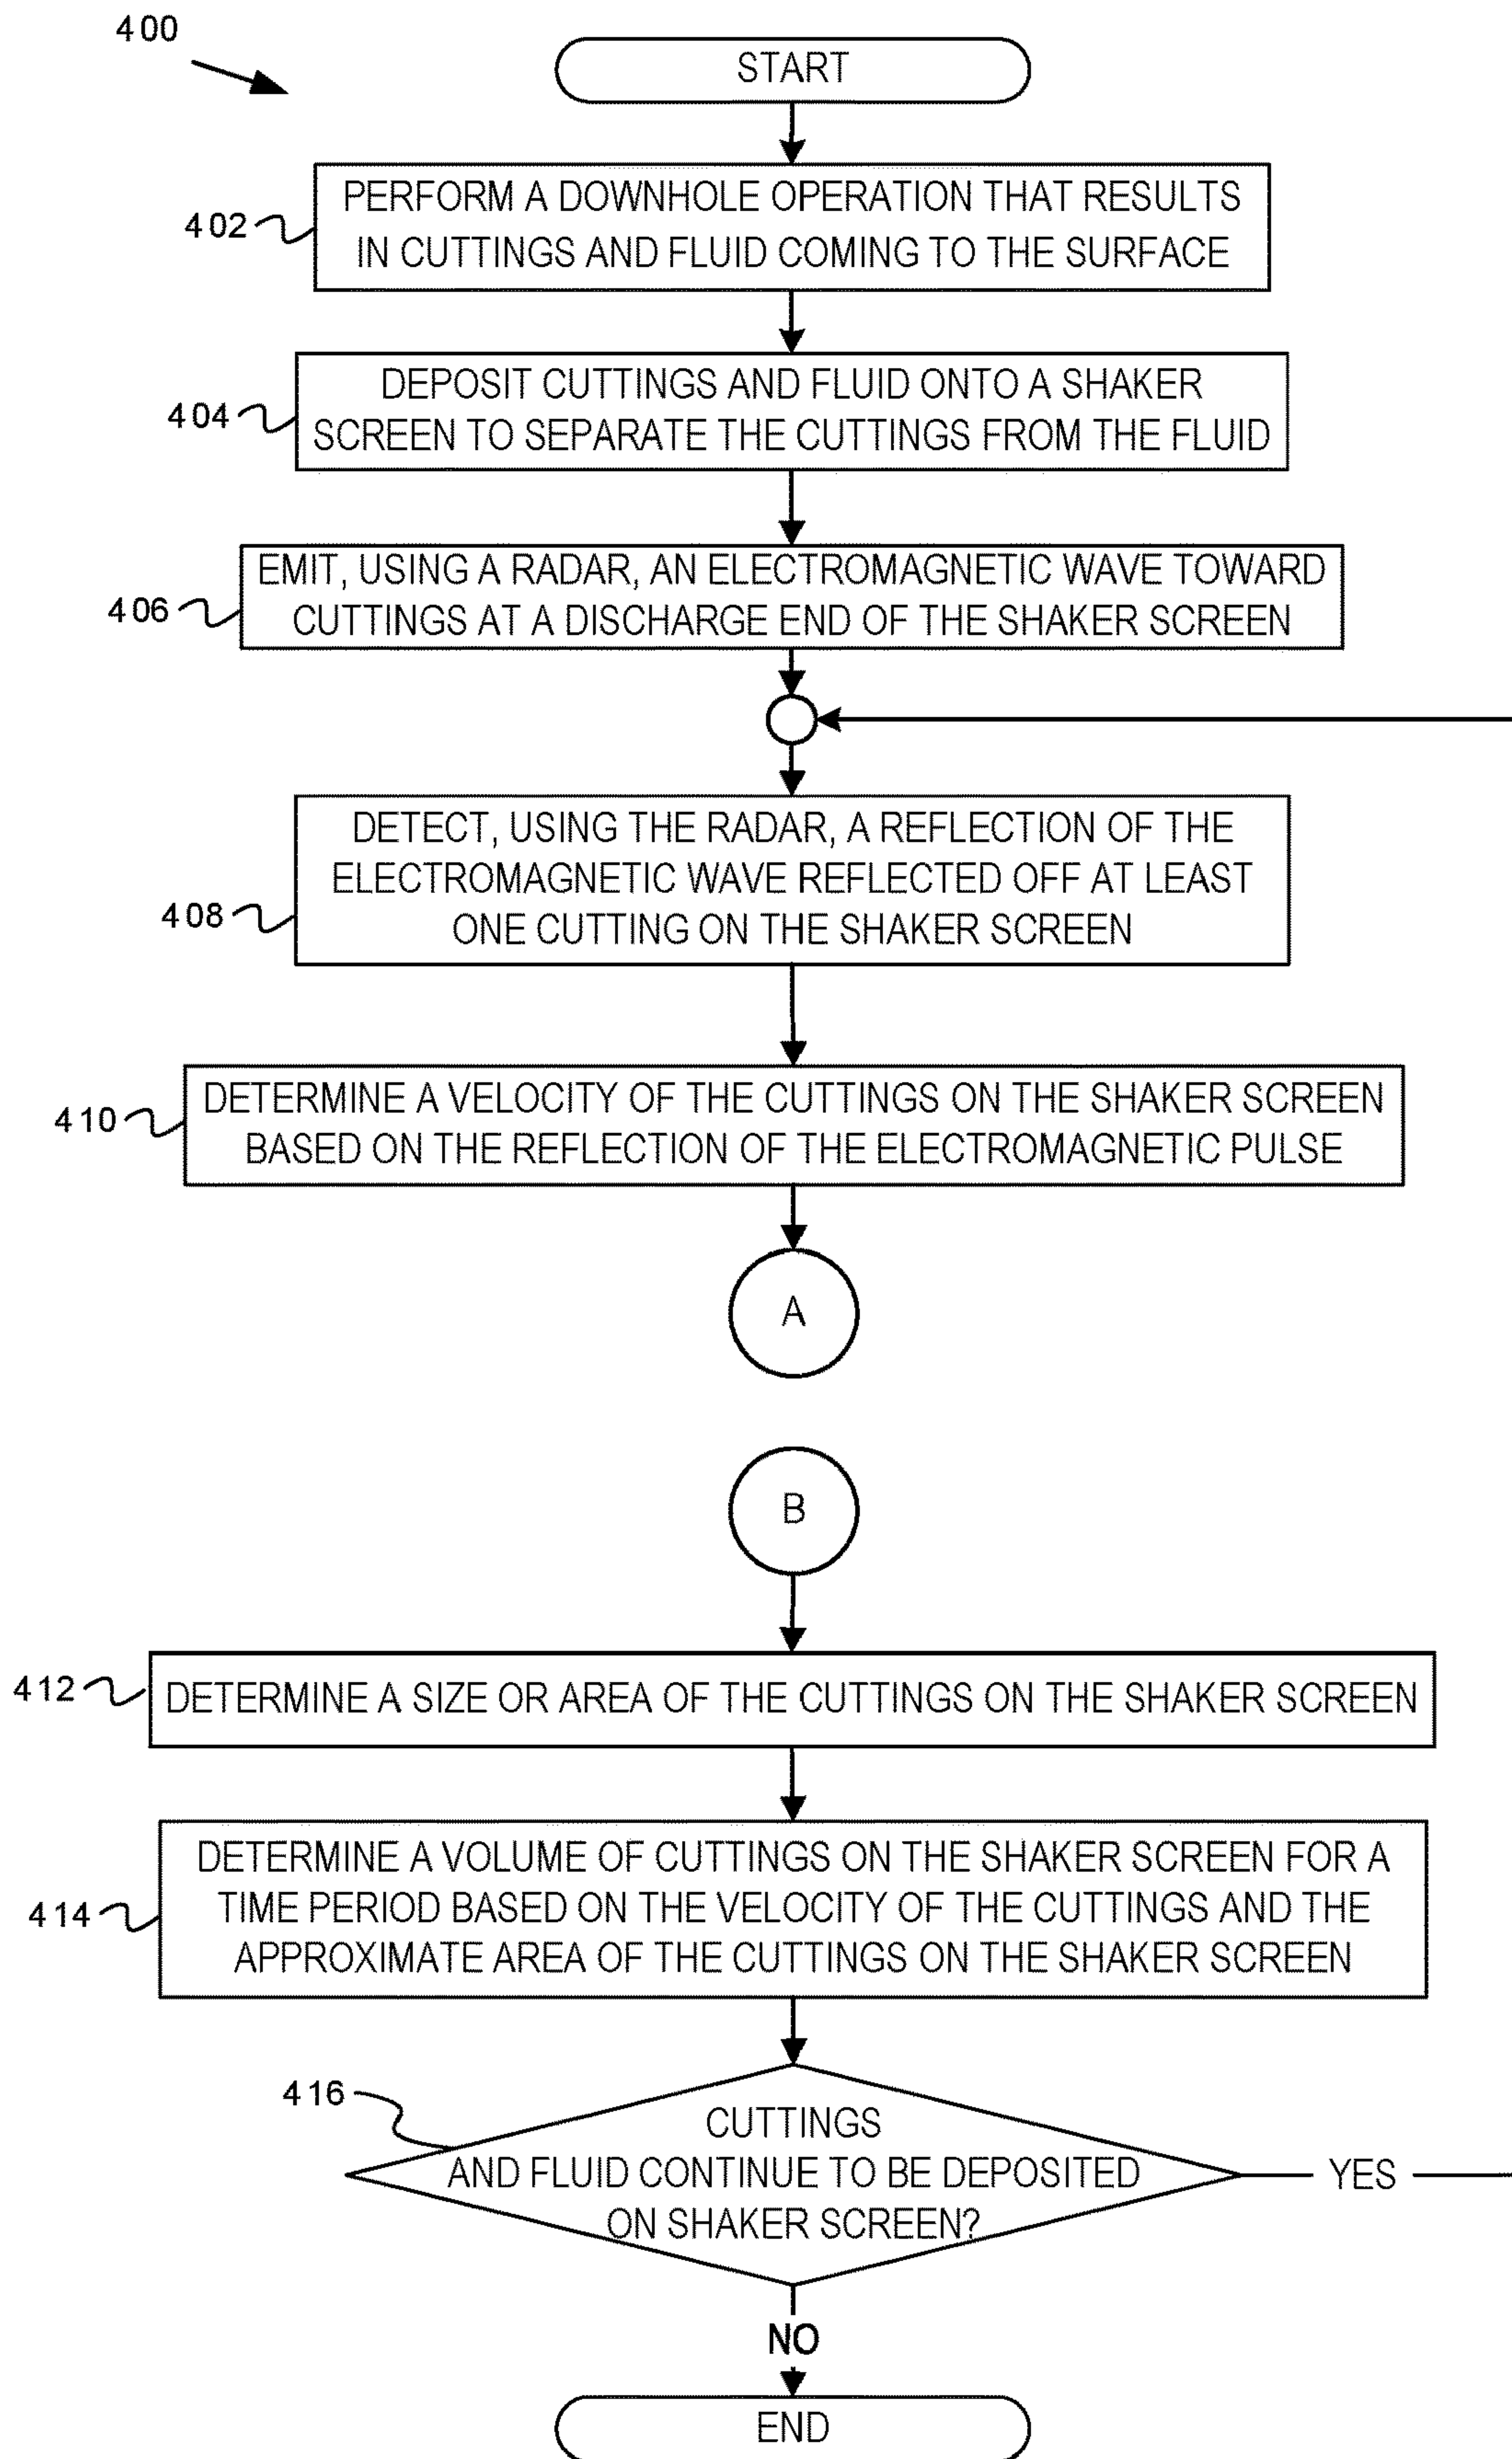 400
START
402
PERFORM A DOWNHOLE OPERATION THAT RESULTS
IN CUTTINGS AND FLUID COMING TO THE SURFACE
404
DEPOSIT CUTTINGS AND FLUID ONTO A SHAKER
SCREEN TO SEPARATE THE CUTTINGS FROM THE FLUID
406
EMIT, USING A RADAR, AN ELECTROMAGNETIC WAVE TOWARD
CUTTINGS AT A DISCHARGE END OF THE SHAKER SCREEN
408
DETECT, USING THE RADAR, A REFLECTION OF THE
ELECTROMAGNETIC WAVE REFLECTED OFF AT LEAST
ONE CUTTING ON THE SHAKER SCREEN
410
DETERMINE A VELOCITY OF THE CUTTINGS ON THE SHAKER SCREEN
BASED ON THE REFLECTION OF THE ELECTROMAGNETIC PULSE
A
B
412
DETERMINE A SIZE OR AREA OF THE CUTTINGS ON THE SHAKER SCREEN
414
DETERMINE A VOLUME OF CUTTINGS ON THE SHAKER SCREEN FOR A
TIME PERIOD BASED ON THE VELOCITY OF THE CUTTINGS AND THE
APPROXIMATE AREA OF THE CUTTINGS ON THE SHAKER SCREEN
416
CUTTINGS
AND FLUID CONTINUE TO BE DEPOSITED
ON SHAKER SCREEN?
YES
NO
END